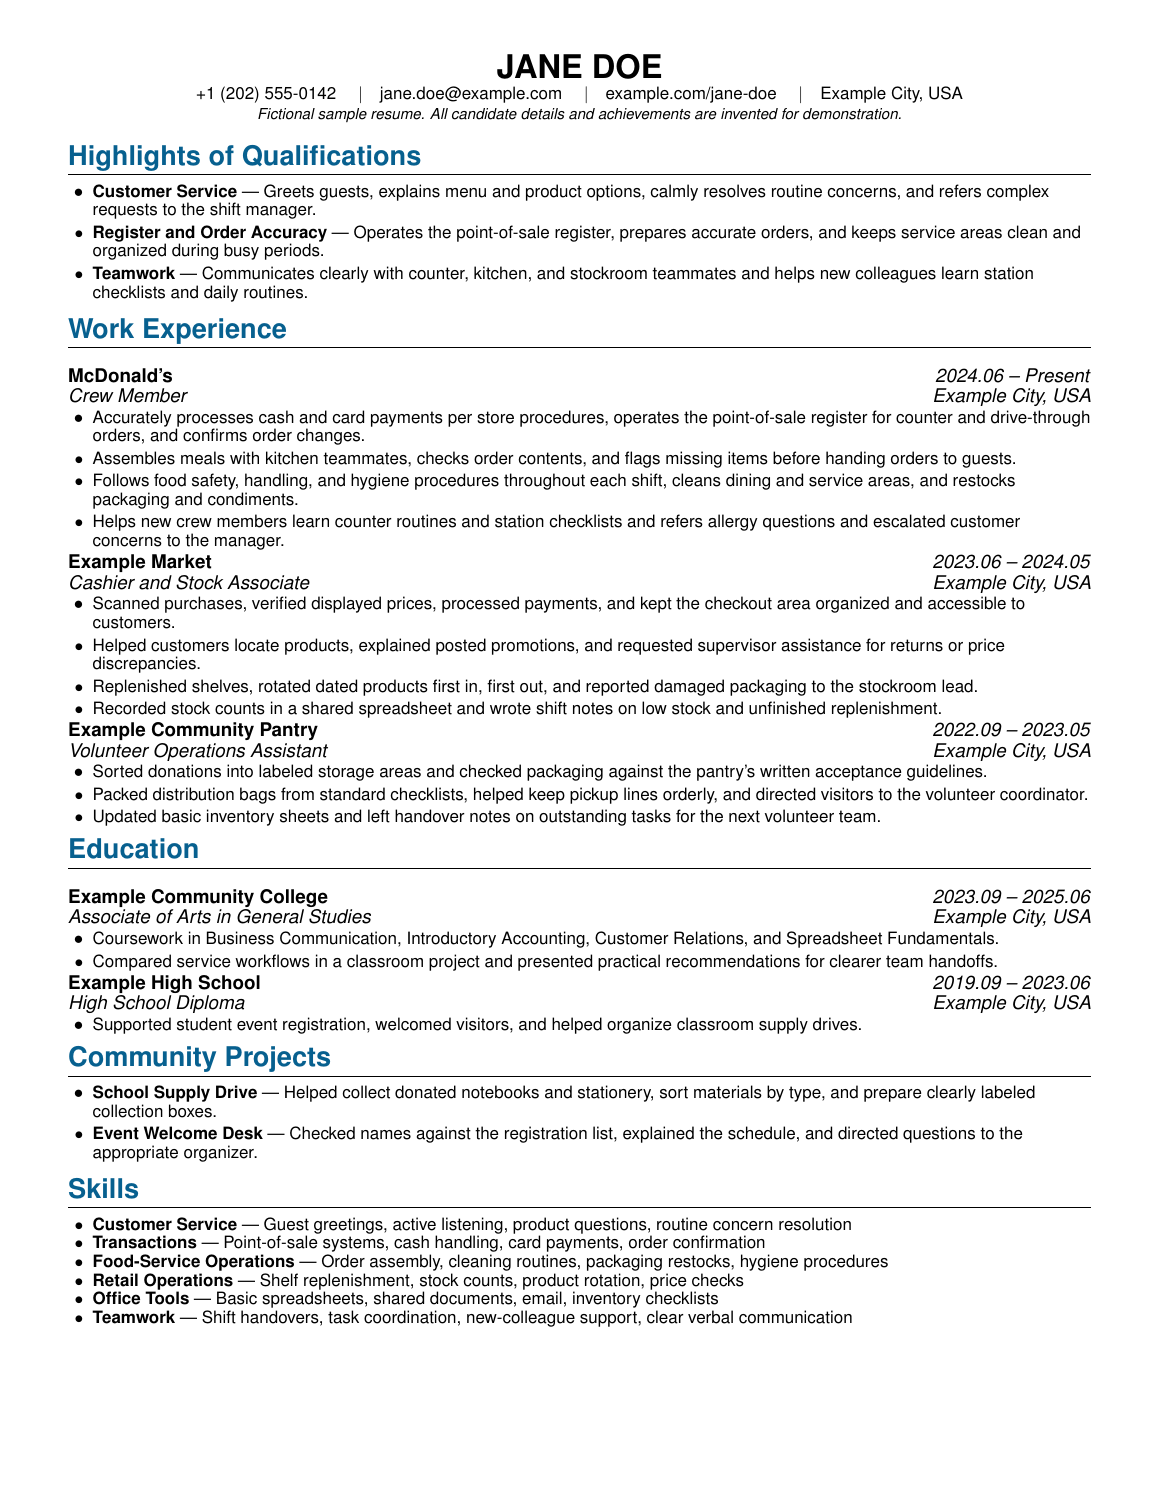 JANE DOE
+1 (202) 555-0142 | jane.doe@example.com | example.com/jane-doe | Example City, USA
Fictional sample resume. All candidate details and achievements are invented for demonstration.
Highlights of Qualifications
• Customer Service — Greets guests, explains menu and product options, calmly resolves routine concerns, and refers complex
requests to the shift manager.
• Register and Order Accuracy — Operates the point-of-sale register, prepares accurate orders, and keeps service areas clean and
organized during busy periods.
• Teamwork — Communicates clearly with counter, kitchen, and stockroom teammates and helps new colleagues learn station
checklists and daily routines.
Work Experience
McDonald's 2024.06 – Present
Crew Member Example City, USA
• Accurately processes cash and card payments per store procedures, operates the point-of-sale register for counter and drive-through
orders, and confirms order changes.
• Assembles meals with kitchen teammates, checks order contents, and flags missing items before handing orders to guests.
• Follows food safety, handling, and hygiene procedures throughout each shift, cleans dining and service areas, and restocks
packaging and condiments.
• Helps new crew members learn counter routines and station checklists and refers allergy questions and escalated customer
concerns to the manager.
Example Market 2023.06 – 2024.05
Cashier and Stock Associate Example City, USA
• Scanned purchases, verified displayed prices, processed payments, and kept the checkout area organized and accessible to
customers.
• Helped customers locate products, explained posted promotions, and requested supervisor assistance for returns or price
discrepancies.
• Replenished shelves, rotated dated products first in, first out, and reported damaged packaging to the stockroom lead.
• Recorded stock counts in a shared spreadsheet and wrote shift notes on low stock and unfinished replenishment.
Example Community Pantry 2022.09 – 2023.05
Volunteer Operations Assistant Example City, USA
• Sorted donations into labeled storage areas and checked packaging against the pantry's written acceptance guidelines.
• Packed distribution bags from standard checklists, helped keep pickup lines orderly, and directed visitors to the volunteer coordinator.
• Updated basic inventory sheets and left handover notes on outstanding tasks for the next volunteer team.
Education
Example Community College 2023.09 – 2025.06
Associate of Arts in General Studies Example City, USA
• Coursework in Business Communication, Introductory Accounting, Customer Relations, and Spreadsheet Fundamentals.
• Compared service workflows in a classroom project and presented practical recommendations for clearer team handoffs.
Example High School 2019.09 – 2023.06
High School Diploma Example City, USA
• Supported student event registration, welcomed visitors, and helped organize classroom supply drives.
Community Projects
• School Supply Drive — Helped collect donated notebooks and stationery, sort materials by type, and prepare clearly labeled
collection boxes.
• Event Welcome Desk — Checked names against the registration list, explained the schedule, and directed questions to the
appropriate organizer.
Skills
• Customer Service — Guest greetings, active listening, product questions, routine concern resolution
• Transactions — Point-of-sale systems, cash handling, card payments, order confirmation
• Food-Service Operations — Order assembly, cleaning routines, packaging restocks, hygiene procedures
• Retail Operations — Shelf replenishment, stock counts, product rotation, price checks
• Office Tools — Basic spreadsheets, shared documents, email, inventory checklists
• Teamwork — Shift handovers, task coordination, new-colleague support, clear verbal communication